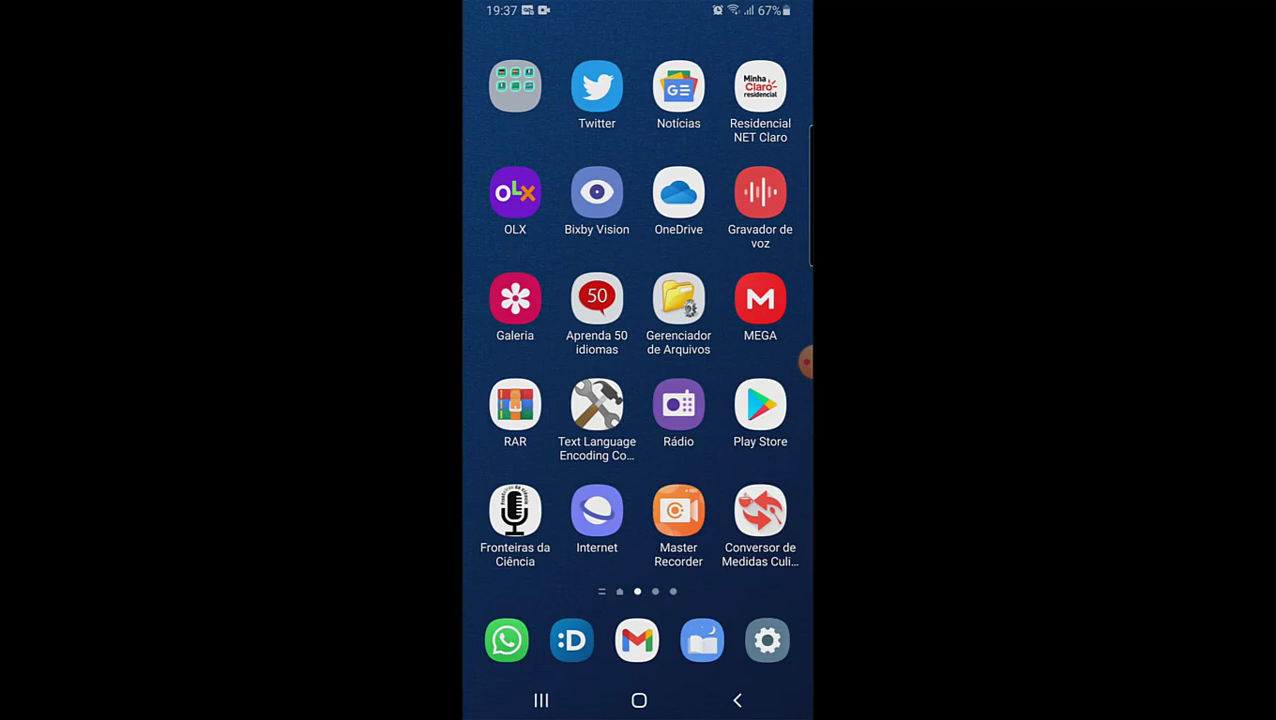 19:37
67%
Minha
Claro
residencial
GE
Twitter
Notícias
Residencial
NET Claro
OLX
OLX
Bixby Vision
OneDrive
Gravador de
voz
50
M
Galeria
Aprenda 50
idiomas
Gerenciador
de Arquivos
MEGA
RAR
Text Language
Encoding Co...
Rádio
Play Store
Fronteiras da
Ciência
Internet
Master
Recorder
Conversor de
Medidas Culi...
:D